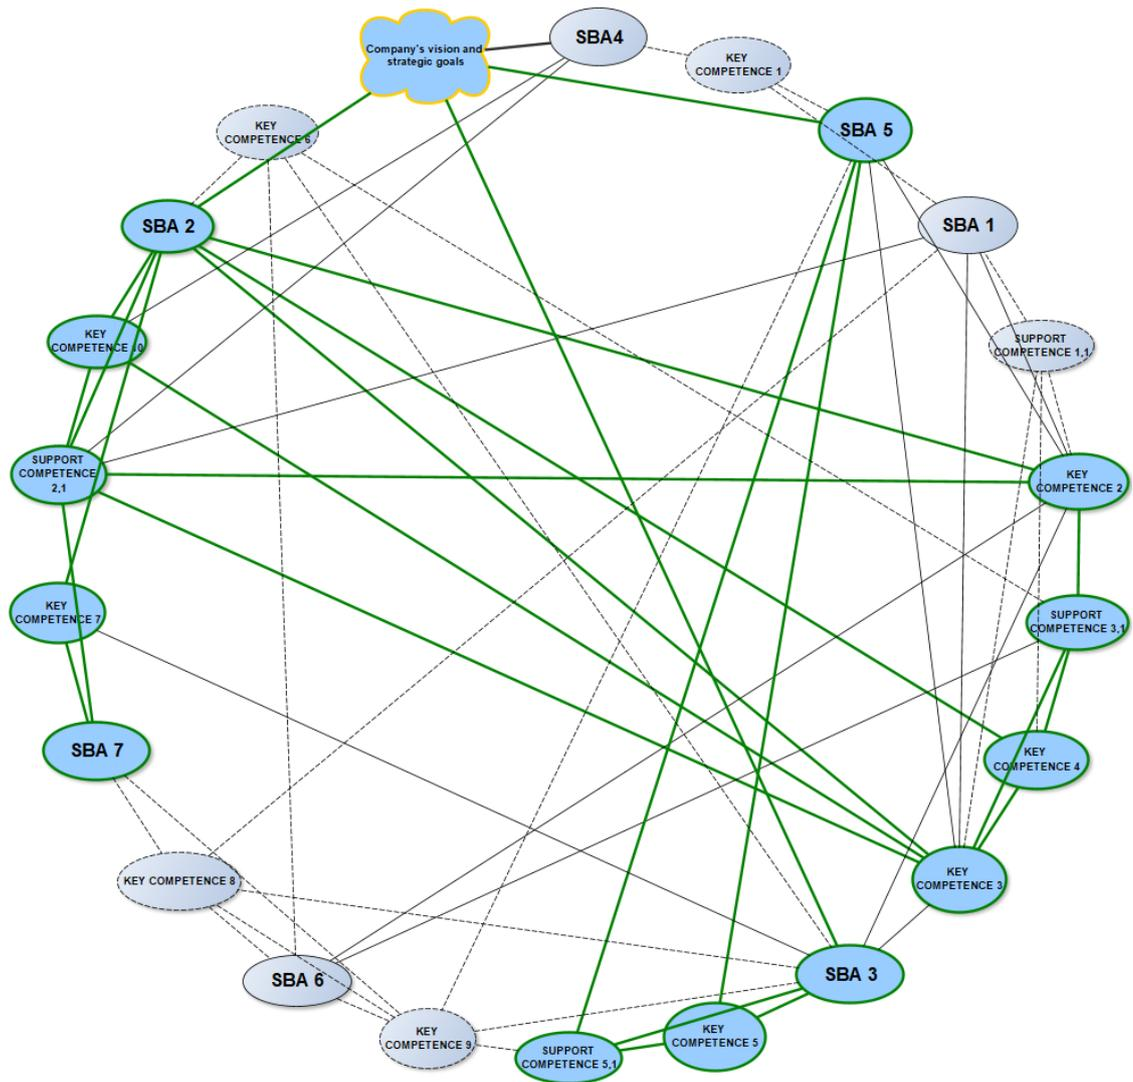 Company's vision and
strategic goals
SBA4
KEY
COMPETENCE 1
SBA 5
KEY
COMPETENCE 6
SBA 2
SBA 1
KEY
COMPETENCE 10
SUPPORT
COMPETENCE 1,1
SUPPORT
COMPETENCE
2,1
KEY
COMPETENCE 2
KEY
COMPETENCE 7
SUPPORT
COMPETENCE 3,1
SBA 7
KEY
COMPETENCE 4
KEY COMPETENCE 8
KEY
COMPETENCE 3
SBA 6
SBA 3
KEY
COMPETENCE 9
KEY
COMPETENCE 5
SUPPORT
COMPETENCE 5,1